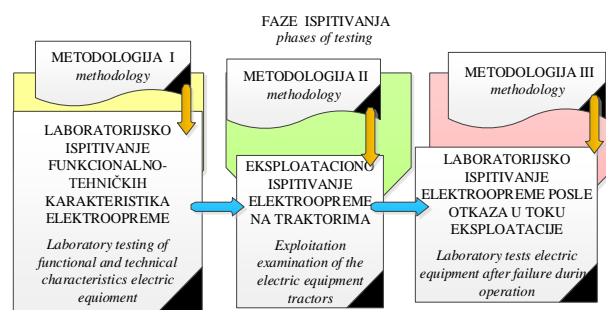 FAZE ISPITIVANJA
phases of testing
METODOLOGIJA I
methodology
LABORATORIJSKO
ISPITIVANJE
FUNKCIONALNO-
TEHNIČKIH
KARAKTERISTIKA
ELEKTROOPREME
Laboratory testing of
functional and technical
characteristics electric
equioment
METODOLOGIJA II
methodology
EKSPLOATACIONO
ISPITIVANJE
ELEKTROOPREME
NA TRAKTORIMA
Exploitation
examination of the
electric equipment
tractors
METODOLOGIJA III
methodology
LABORATORIJSKO
ISPITIVANJE
ELEKTROOPREME POSLE
OTKAZA U TOKU
EKSPLOATACIJE
Laboratory tests electric
equipment after failure durin
operation